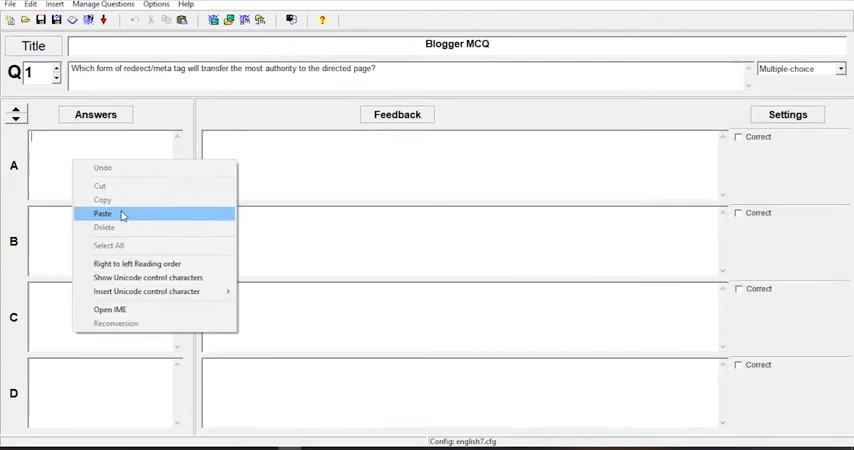 File Edit Insert Manage Questions Options Help
Title
Blogger MCQ
Q 1
Which form of redirect/meta tag will transfer the most authority to the directed page?
Multiple-choice
Answers
Feedback
Settings
A
Correct
Undo
Cut
Copy
Paste
Delete
Select All
Right to left Reading order
Show Unicode control characters
Insert Unicode control character
Open IME
Reconversion
B
Correct
C
Correct
D
Correct
Config: english7.cfg